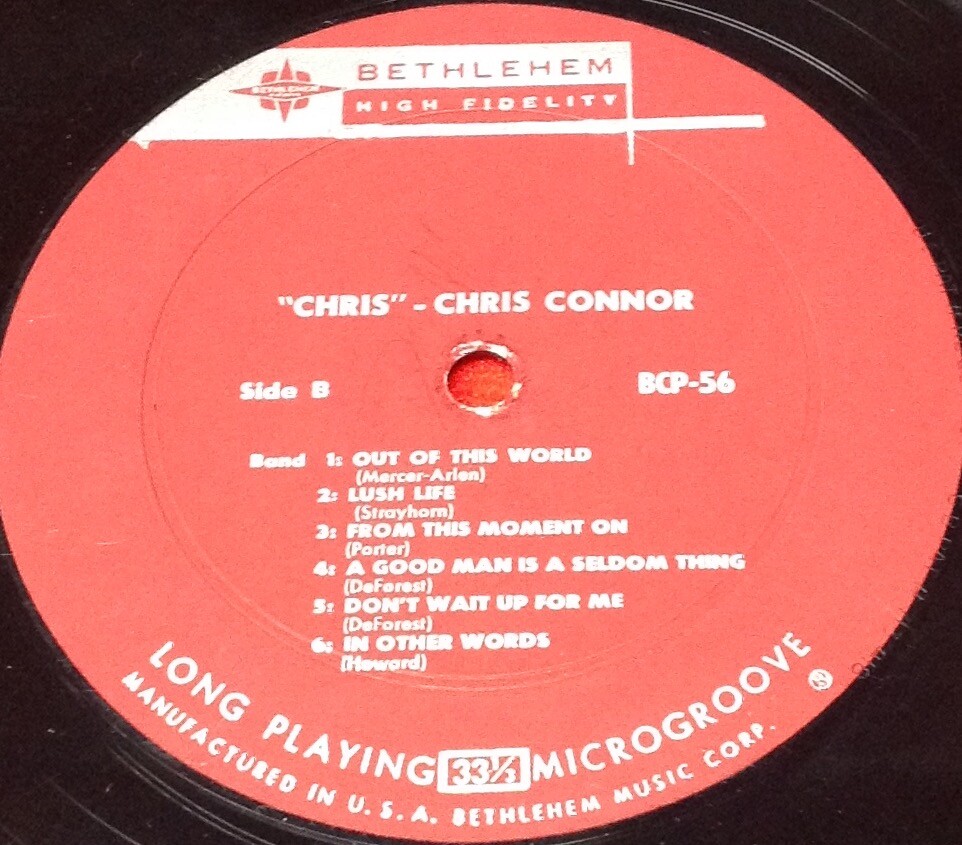 BETHLEHEM
BETHLEHEM
HIGH FIDELITY
"CHRIS" - CHRIS CONNOR
Side B BCP-56
Band 1: OUT OF THIS WORLD
(Mercer-Arlen)
2: LUSH LIFE
(Strayhorn)
3: FROM THIS MOMENT ON
(Porter)
4: A GOOD MAN IS A SELDOM THING
(DeForest)
5: DON'T WAIT UP FOR ME
(DeForest)
6: IN OTHER WORDS
(Howard)
LONG PLAYING 33⅓ MICROGROOVE
MANUFACTURED IN U. S. A. BETHLEHEM MUSIC CORP.